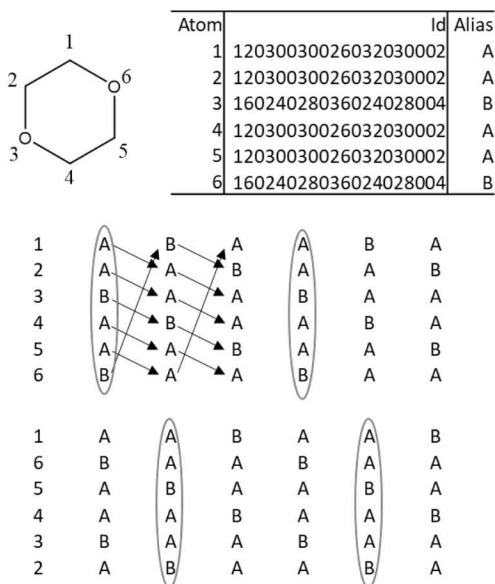 1
2
O 6
O
3
5
4
Atom Id Alias
1 12030030026032030002 A
2 12030030026032030002 A
3 16024028036024028004 B
4 12030030026032030002 A
5 12030030026032030002 A
6 16024028036024028004 B
1 A B A A B A
2 A A B A A B
3 B A A B A A
4 A B A A B A
5 A A B A A B
6 B A A B A A
1 A A B A A B
6 B A A B A A
5 A B A A B A
4 A A B A A B
3 B A A B A A
2 A B A A B A